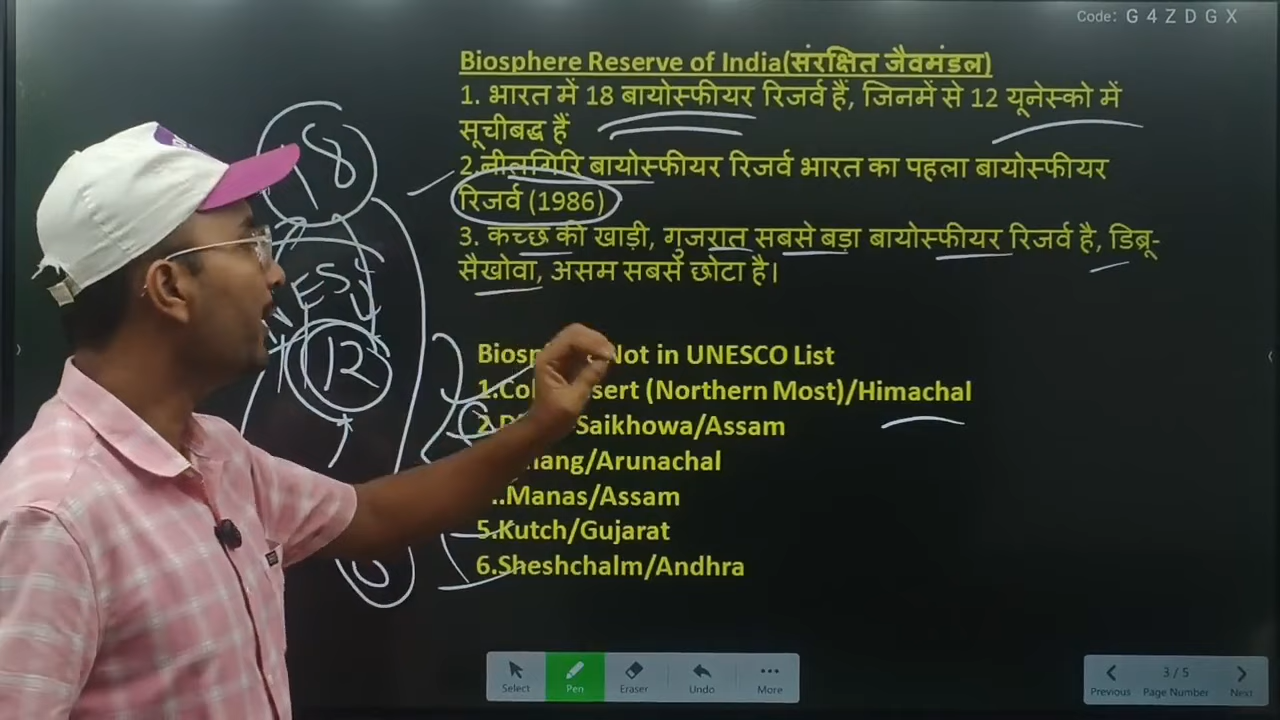 Code: G4ZDGX
Biosphere Reserve of India(संरक्षित जैवमंडल)
1. भारत में 18 बायोस्फीयर रिजर्व हैं, जिनमें से 12 यूनेस्को में
सूचीबद्ध हैं
2.नीलगिरि बायोस्फीयर रिजर्व भारत का पहला बायोस्फीयर
रिजर्व (1986)
3. कच्छ की खाड़ी, गुजरात सबसे बड़ा बायोस्फीयर रिजर्व है, डिब्रू-
सैखोवा, असम सबसे छोटा है।
18
12
Not in UNESCO List
(Northern Most)/Himachal
Saikhowa/Assam
/Arunachal
Manas/Assam
5.Kutch/Gujarat
6.Sheshchalm/Andhra
Select
Pen
Eraser
Undo
More
Previous
3/5
Page Number
Next